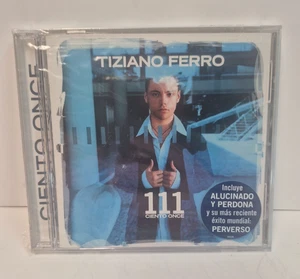 TIZIANO FERRO
CIENTO ONCE
111
CIENTO ONCE
Incluye
ALUCINADO
Y PERDONA
y su más reciente
éxito mundial:
PERVERSO